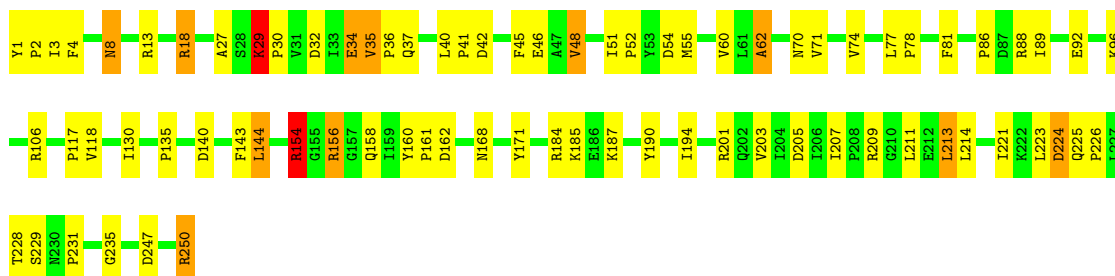 Y1 P2 I3 F4 N8 R13 R18 A27 S28 K29 P30 V31 D32 I33 E34 V35 P36 Q37 L40 P41 D42 F45 E46 A47 V48 I51 P52 Y53 D54 M55 V60 L61 A62 N70 V71 V74 L77 P78 F81 P86 D87 R88 I89 E92 K96
R106 P117 V118 I130 P135 D140 F143 L144 R154 G155 R156 G157 Q158 I159 Y160 P161 D162 N168 Y171 R184 K185 E186 K187 Y190 I194 R201 Q202 V203 I204 D205 I206 I207 P208 R209 G210 L211 E212 L213 L214 I221 K222 L223 D224 Q225 P226 L227
T228 S229 N230 P231 G235 D247 R250